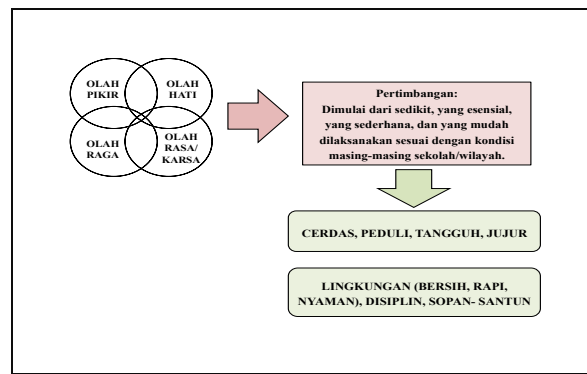 OLAH
PIKIR
OLAH
HATI
OLAH
RAGA
OLAH
RASA/
KARSA
Pertimbangan:
Dimulai dari sedikit, yang esensial,
yang sederhana, dan yang mudah
dilaksanakan sesuai dengan kondisi
masing-masing sekolah/wilayah.
CERDAS, PEDULI, TANGGUH, JUJUR
LINGKUNGAN (BERSIH, RAPI,
NYAMAN), DISIPLIN, SOPAN- SANTUN